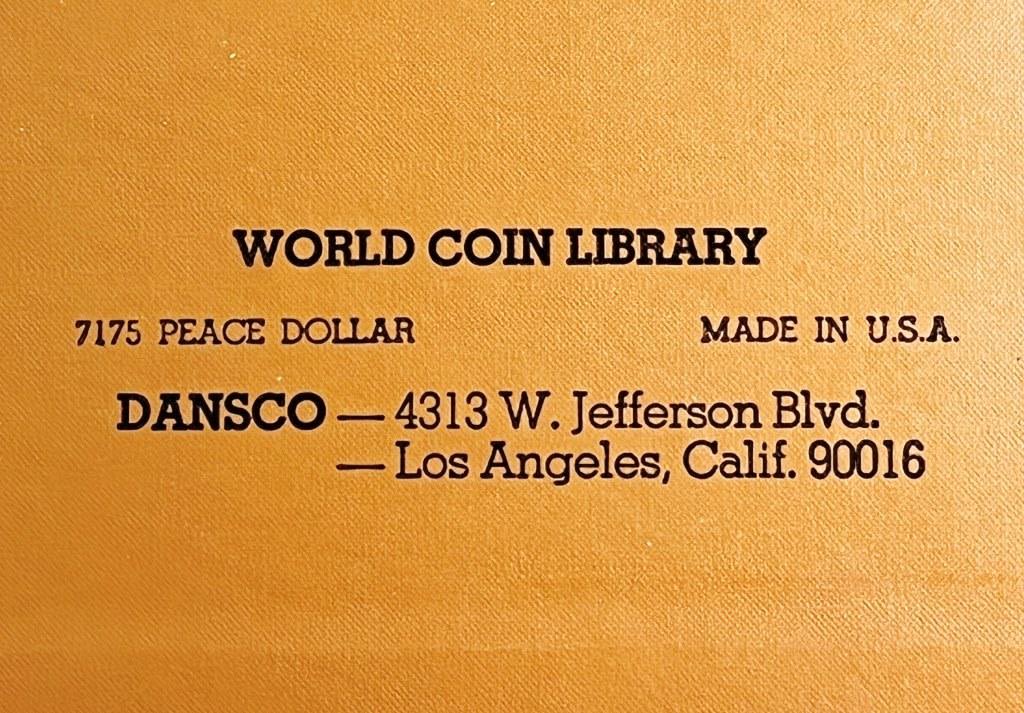 WORLD COIN LIBRARY
7175 PEACE DOLLAR MADE IN U.S.A.
DANSCO — 4313 W. Jefferson Blvd.
— Los Angeles, Calif. 90016